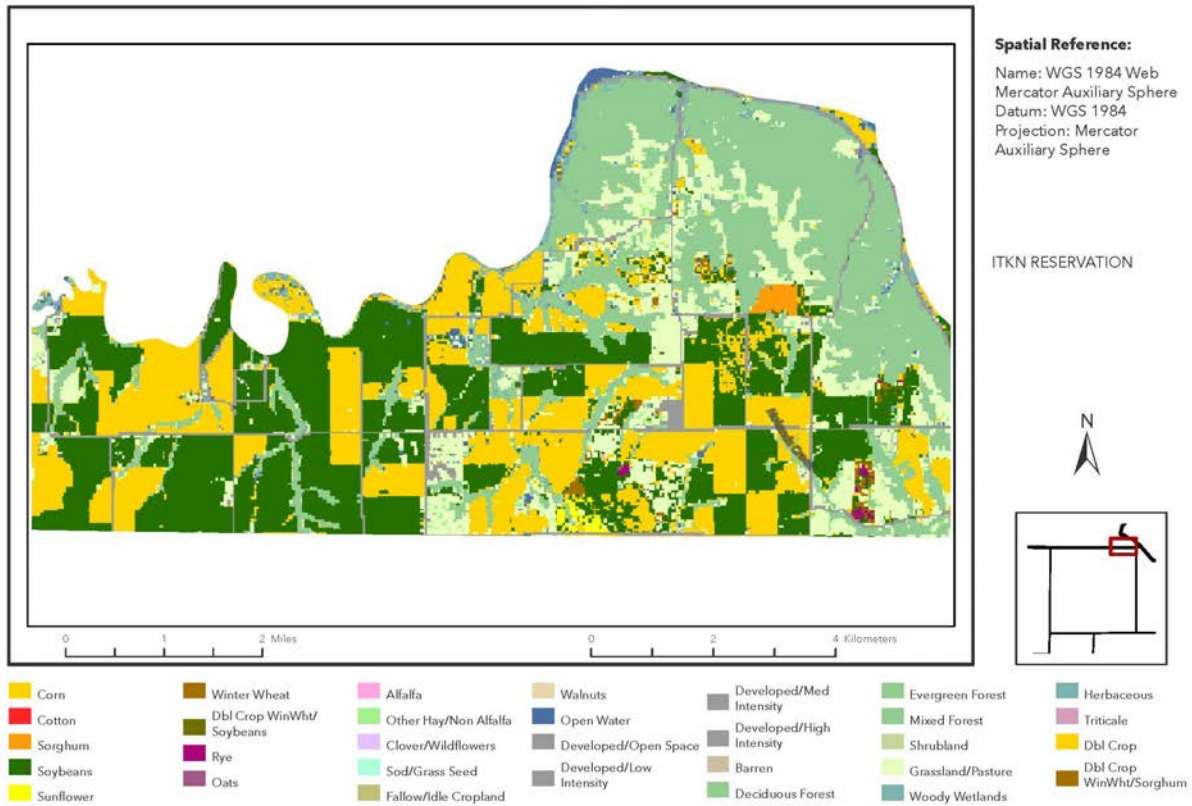 Spatial Reference:
Name: WGS 1984 Web
Mercator Auxiliary Sphere
Datum: WGS 1984
Projection: Mercator
Auxiliary Sphere
ITKN RESERVATION
N
0 1 2 Miles
0 2 4 Kilometers
Corn
Cotton
Sorghum
Soybeans
Sunflower
Winter Wheat
Dbl Crop WinWht/
Soybeans
Rye
Oats
Alfalfa
Other Hay/Non Alfalfa
Clover/Wildflowers
Sod/Grass Seed
Fallow/Idle Cropland
Walnuts
Open Water
Developed/Open Space
Developed/Low
Intensity
Developed/Med
Intensity
Developed/High
Intensity
Barren
Deciduous Forest
Evergreen Forest
Mixed Forest
Shrubland
Grassland/Pasture
Woody Wetlands
Herbaceous
Triticale
Dbl Crop
Dbl Crop
WinWht/Sorghum